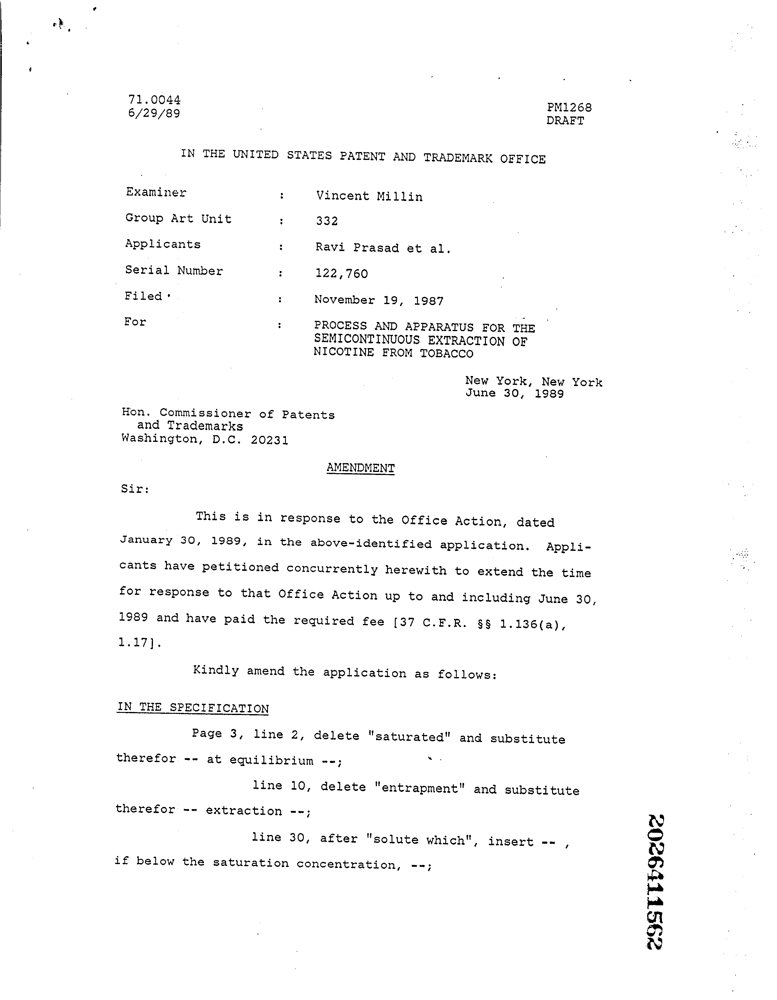 71.0044
6/29/89
PM1268
DRAFT
IN THE UNITED STATES PATENT AND TRADEMARK OFFICE
Examiner : Vincent Millin
Group Art Unit : 332
Applicants : Ravi Prasad et al.
Serial Number : 122,760
Filed : November 19, 1987
For : PROCESS AND APPARATUS FOR THE
SEMICONTINUOUS EXTRACTION OF
NICOTINE FROM TOBACCO
New York, New York
June 30, 1989
Hon. Commissioner of Patents
and Trademarks
Washington, D.C. 20231
AMENDMENT
Sir:
This is in response to the Office Action, dated
January 30, 1989, in the above-identified application. Appli-
cants have petitioned concurrently herewith to extend the time
for response to that Office Action up to and including June 30,
1989 and have paid the required fee [37 C.F.R. §§ 1.136(a),
1.17].
Kindly amend the application as follows:
IN THE SPECIFICATION
Page 3, line 2, delete "saturated" and substitute
therefor -- at equilibrium --;
line 10, delete "entrapment" and substitute
therefor -- extraction --;
line 30, after "solute which", insert -- ,
if below the saturation concentration, --;
2026411562